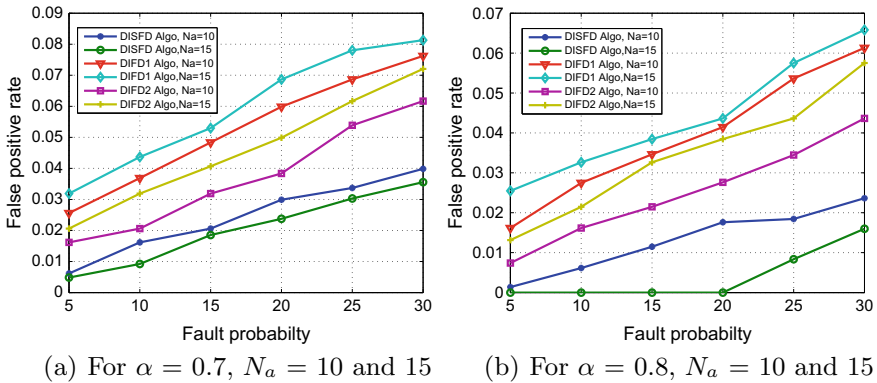 0.09
0.08
0.07
0.06
0.05
0.04
0.03
0.02
0.01
0
5
10
15
20
25
30
False positive rate
Fault probabilty
DISFD Algo, Na=10
DISFD Algo,Na=15
DIFD1 Algo, Na=10
DIFD1 Algo,Na=15
DIFD2 Algo, Na=10
DIFD2 Algo,Na=15
(a) For α = 0.7, Na = 10 and 15
0.07
0.06
0.05
0.04
0.03
0.02
0.01
0
5
10
15
20
25
30
False positive rate
Fault probabilty
DISFD Algo, Na=10
DISFD Algo,Na=15
DIFD1 Algo, Na=10
DIFD1 Algo,Na=15
DIFD2 Algo, Na=10
DIFD2 Algo,Na=15
(b) For α = 0.8, Na = 10 and 15